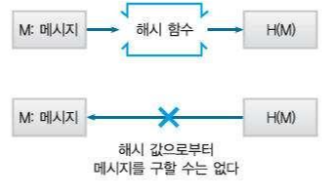 M: 메시지
해시 함수
H(M)
M: 메시지
H(M)
해시 값으로부터
메시지를 구할 수는 없다